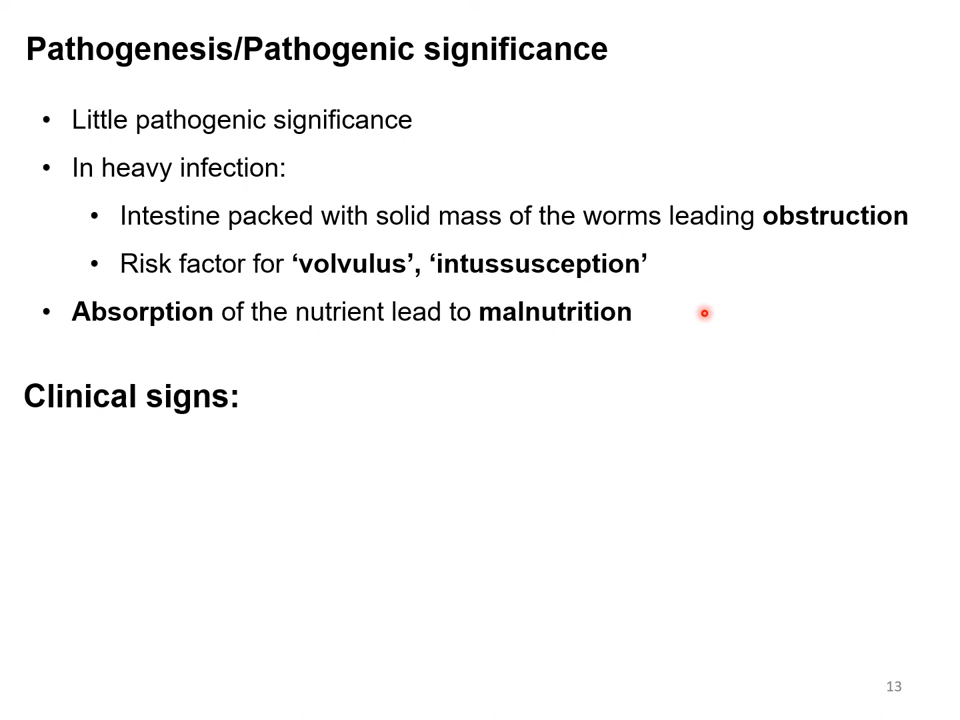 Pathogenesis/Pathogenic significance
• Little pathogenic significance
• In heavy infection:
• Intestine packed with solid mass of the worms leading obstruction
• Risk factor for ‘volvulus’, ‘intussusception’
• Absorption of the nutrient lead to malnutrition
Clinical signs:
13